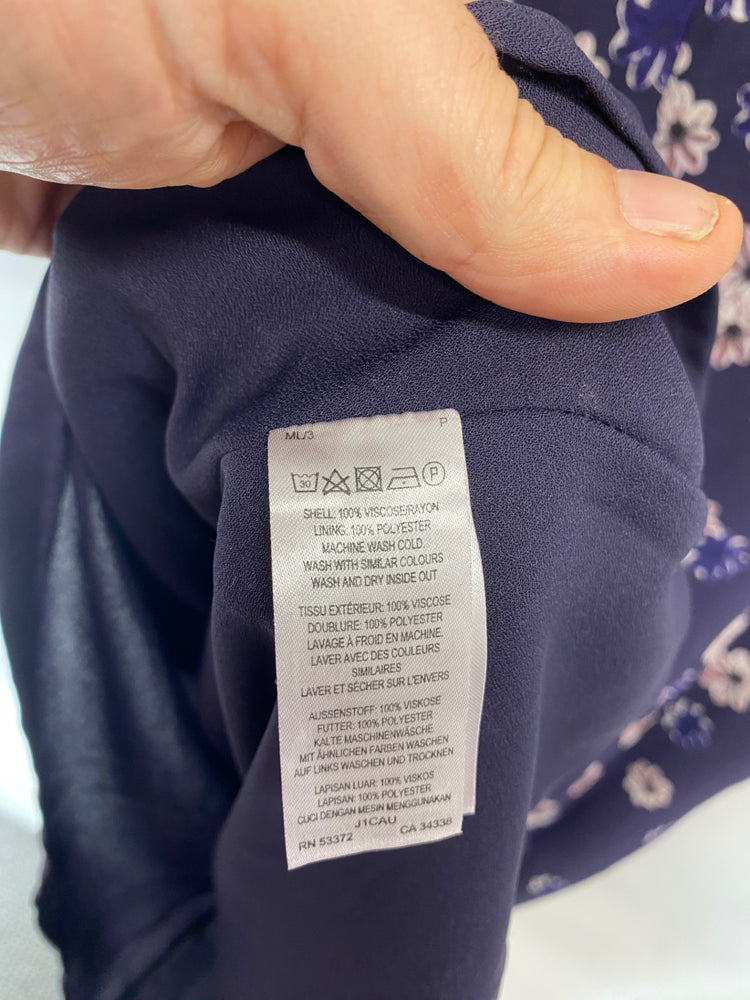 ML/3 P
30 P
SHELL: 100% VISCOSE/RAYON
LINING: 100% POLYESTER
MACHINE WASH COLD.
WASH WITH SIMILAR COLOURS
WASH AND DRY INSIDE OUT
TISSU EXTÉRIEUR: 100% VISCOSE
DOUBLURE: 100% POLYESTER
LAVAGE À FROID EN MACHINE.
LAVER AVEC DES COULEURS
SIMILAIRES
LAVER ET SÉCHER SUR L'ENVERS
AUSSENSTOFF: 100% VISKOSE
FUTTER: 100% POLYESTER
KALTE MASCHINENWÄSCHE
MIT ÄHNLICHEN FARBEN WASCHEN
AUF LINKS WASCHEN UND TROCKNEN
LAPISAN LUAR: 100% VISKOS
LAPISAN: 100% POLYESTER
CUCI DENGAN MESIN MENGGUNAKAN
J1CAU
RN 53372 CA 34338